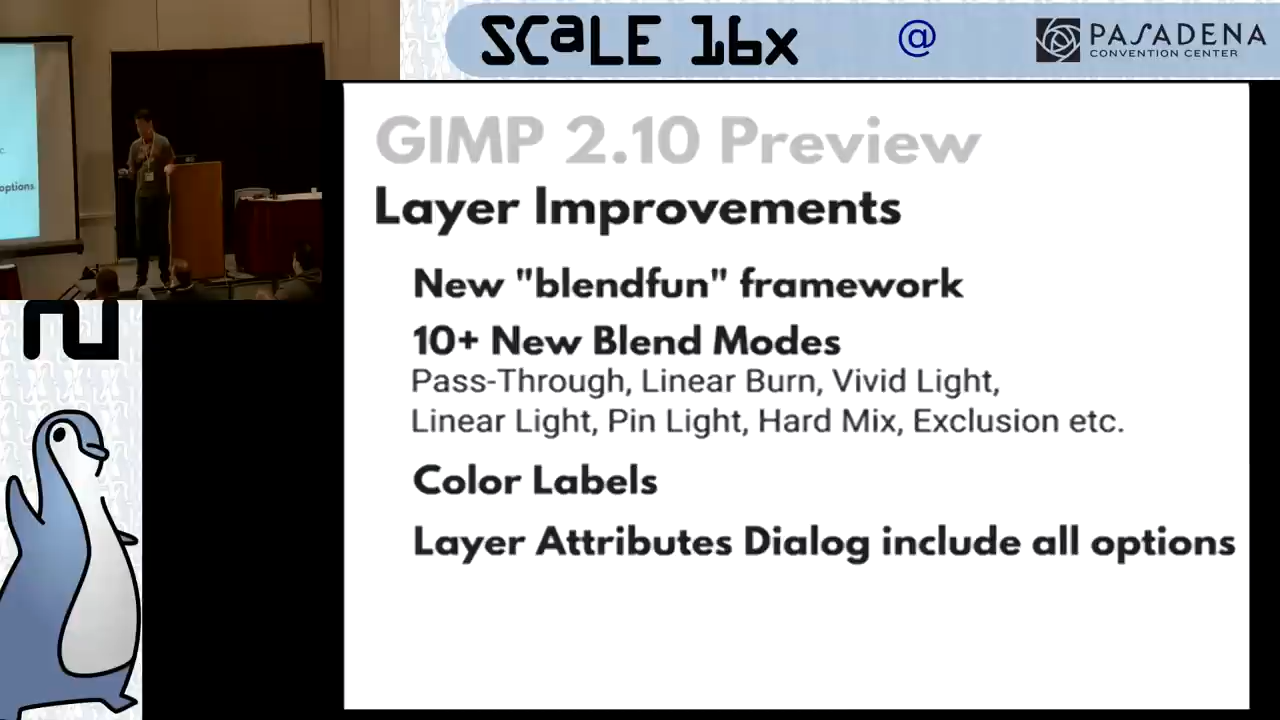 SCaLE 16x
@
PASADENA
CONVENTION CENTER
GIMP 2.10 Preview
Layer Improvements
options
New "blendfun" framework
10+ New Blend Modes
Pass-Through, Linear Burn, Vivid Light,
Linear Light, Pin Light, Hard Mix, Exclusion etc.
Color Labels
Layer Attributes Dialog include all options